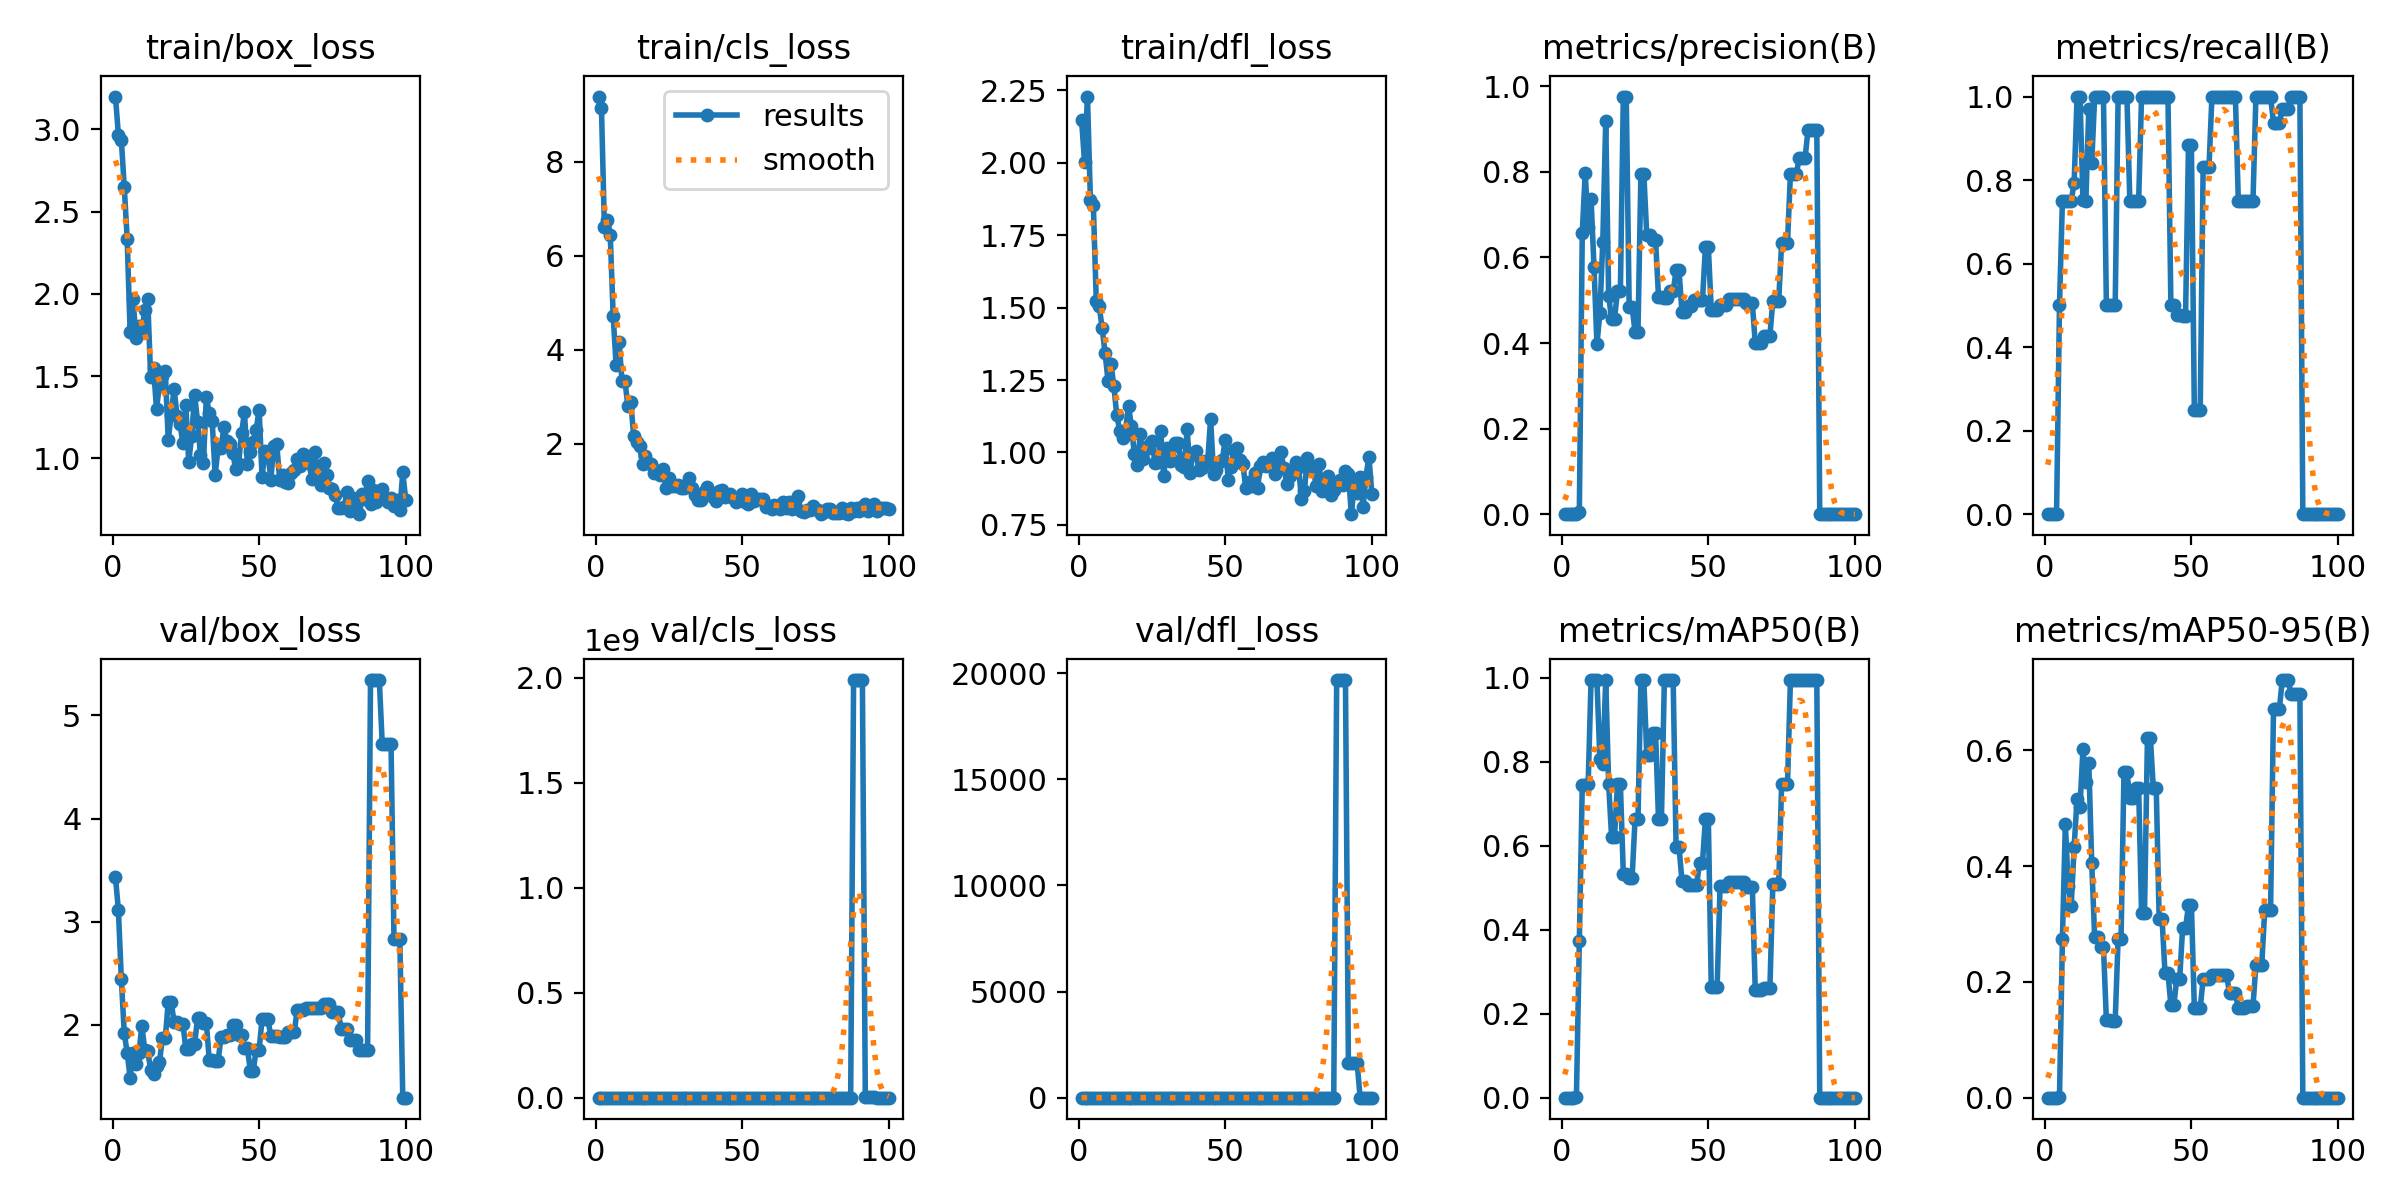 train/box_loss
3.0
2.5
2.0
1.5
1.0
0 50 100
train/cls_loss
results
smooth
8
6
4
2
0 50 100
train/dfl_loss
2.25
2.00
1.75
1.50
1.25
1.00
0.75
0 50 100
metrics/precision(B)
1.0
0.8
0.6
0.4
0.2
0.0
0 50 100
metrics/recall(B)
1.0
0.8
0.6
0.4
0.2
0.0
0 50 100
val/box_loss
5
4
3
2
0 50 100
1e9 val/cls_loss
2.0
1.5
1.0
0.5
0.0
0 50 100
val/dfl_loss
20000
15000
10000
5000
0
0 50 100
metrics/mAP50(B)
1.0
0.8
0.6
0.4
0.2
0.0
0 50 100
metrics/mAP50-95(B)
0.6
0.4
0.2
0.0
0 50 100